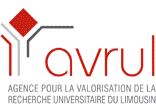 avrul
AGENCE POUR LA VALORISATION DE LA
RECHERCHE UNIVERSITAIRE DU LIMOUSIN